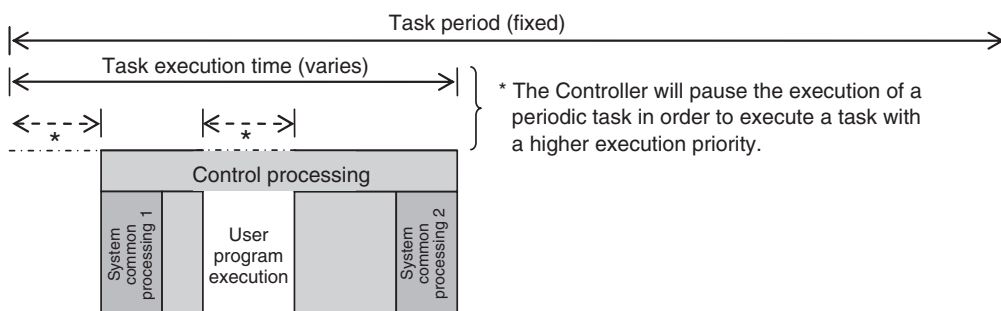 Task period (fixed)
Task execution time (varies)
* The Controller will pause the execution of a
periodic task in order to execute a task with
a higher execution priority.
*
*
Control processing
System
common
processing 1
User
program
execution
System
common
processing 2